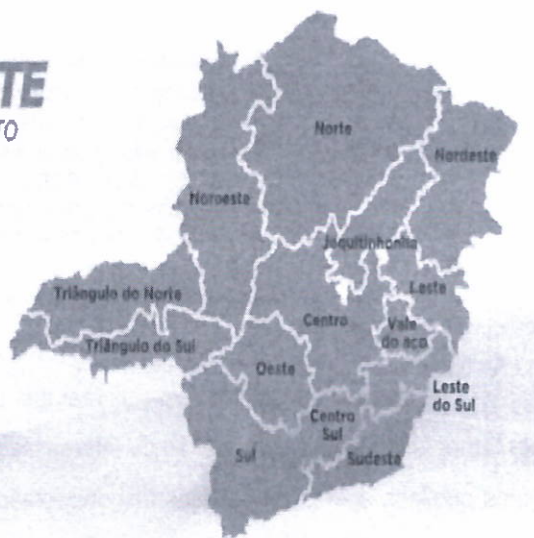 TE
TO
Norte
Nordeste
Noroeste
Jequitinhonha
Leste
Triângulo do Norte
Centro
Vale
do aço
Triângulo do Sul
Oeste
Leste
do Sul
Centro
Sul
Sul
Sudeste